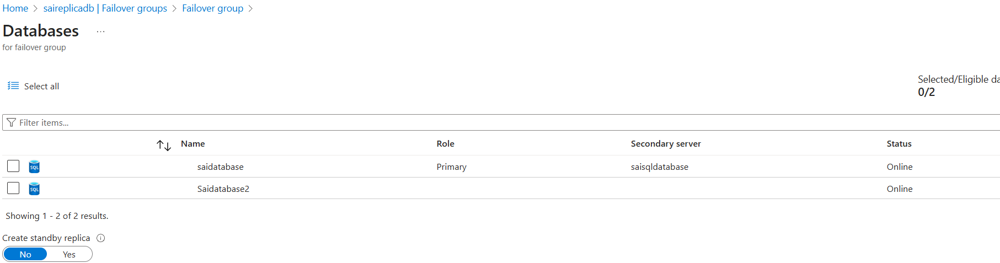 Home > saireplicadb | Failover groups > Failover group >
Databases ...
for failover group
Select all
Selected/Eligible da
0/2
Filter items...
Name Role Secondary server Status
SQL saidatabase Primary saisqldatabase Online
SQL Saidatabase2 Online
Showing 1 - 2 of 2 results.
Create standby replica
No Yes